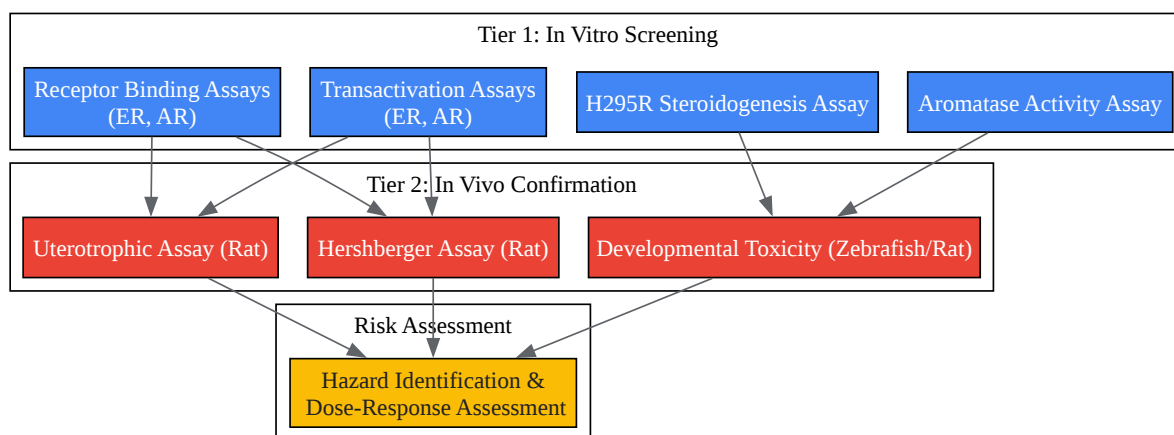 Tier 1: In Vitro Screening
Receptor Binding Assays
(ER, AR)
Transactivation Assays
(ER, AR)
H295R Steroidogenesis Assay
Aromatase Activity Assay
Tier 2: In Vivo Confirmation
Uterotrophic Assay (Rat)
Hershberger Assay (Rat)
Developmental Toxicity (Zebrafish/Rat)
Risk Assessment
Hazard Identification &
Dose-Response Assessment